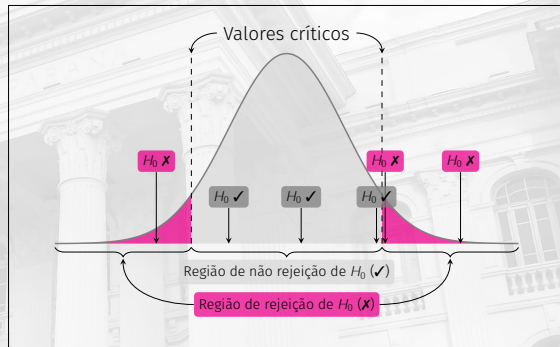 Valores críticos
H₀ ✗
H₀ ✗
H₀ ✗
H₀ ✓
H₀ ✓
H₀ ✓
Região de não rejeição de H₀ (✓)
Região de rejeição de H₀ (✗)